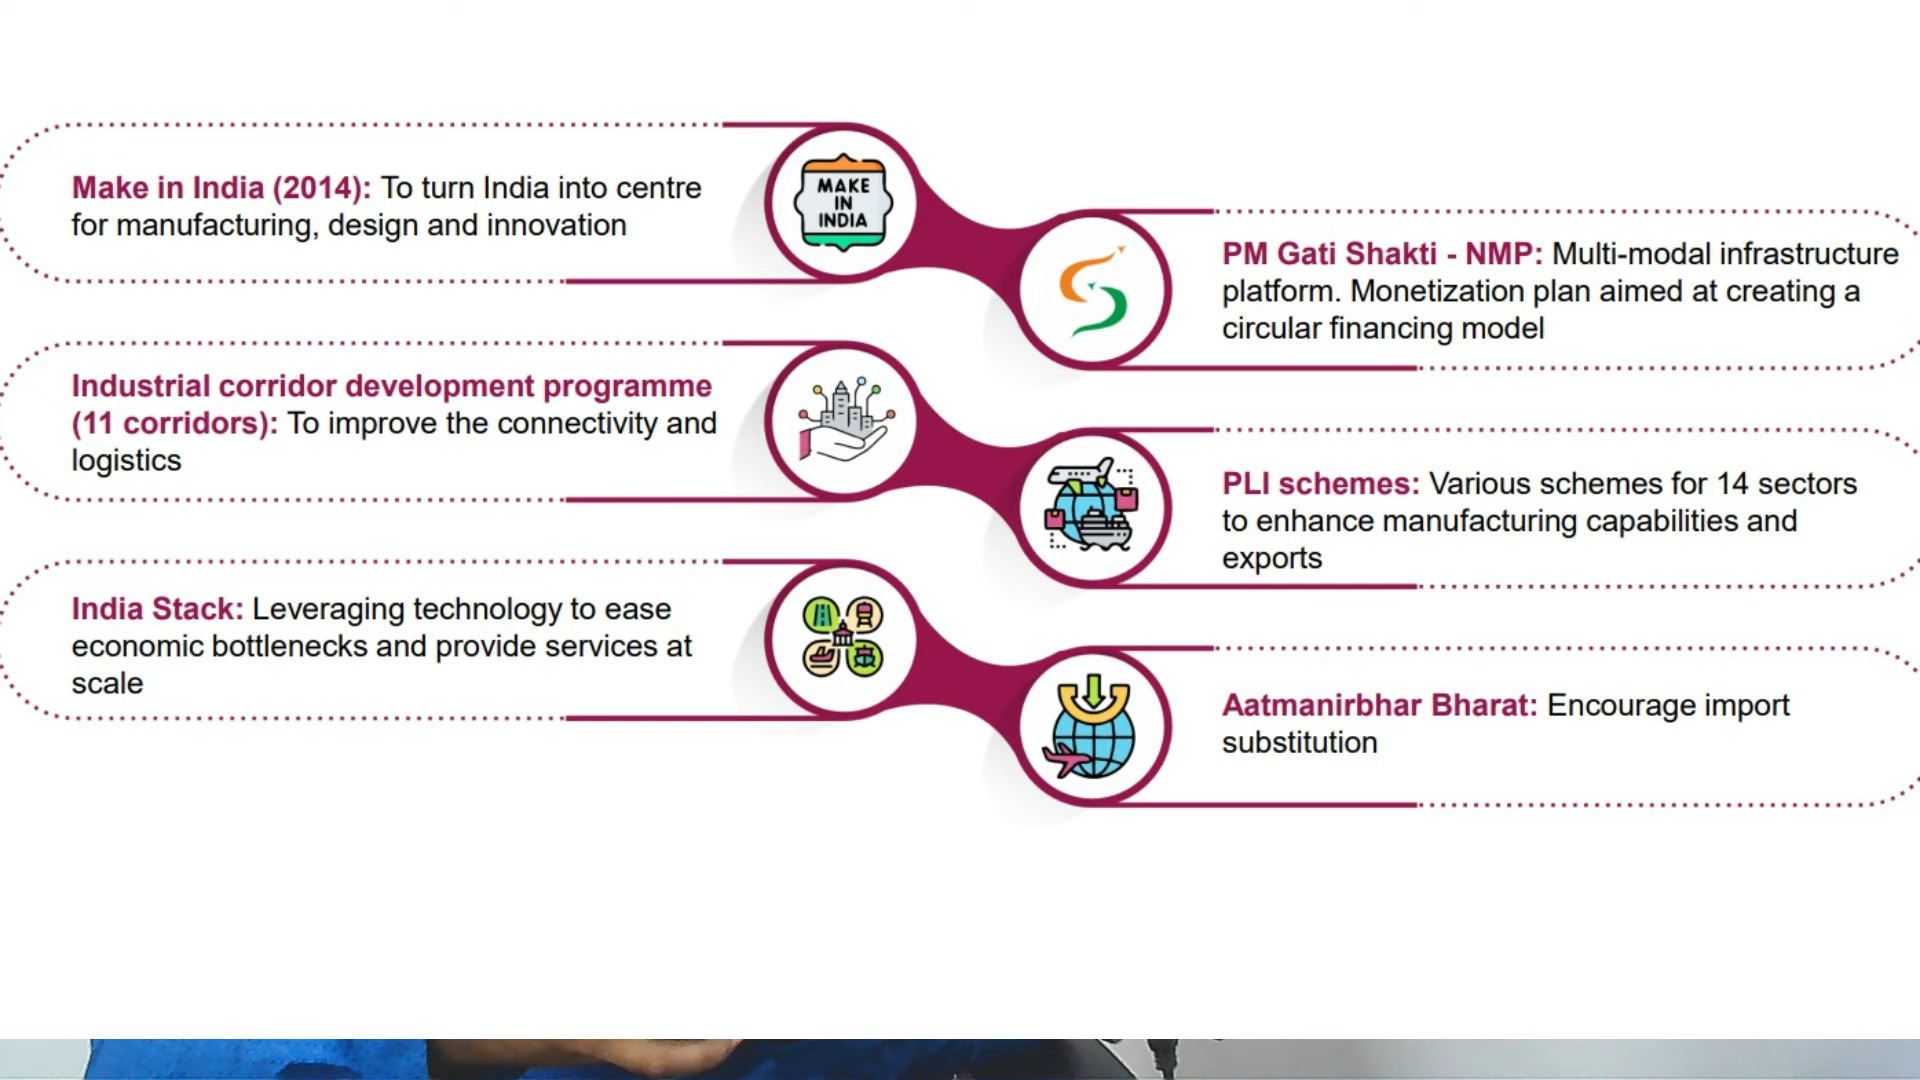 Make in India (2014): To turn India into centre
for manufacturing, design and innovation
MAKE
IN
INDIA
PM Gati Shakti - NMP: Multi-modal infrastructure
platform. Monetization plan aimed at creating a
circular financing model
Industrial corridor development programme
(11 corridors): To improve the connectivity and
logistics
PLI schemes: Various schemes for 14 sectors
to enhance manufacturing capabilities and
exports
India Stack: Leveraging technology to ease
economic bottlenecks and provide services at
scale
Aatmanirbhar Bharat: Encourage import
substitution